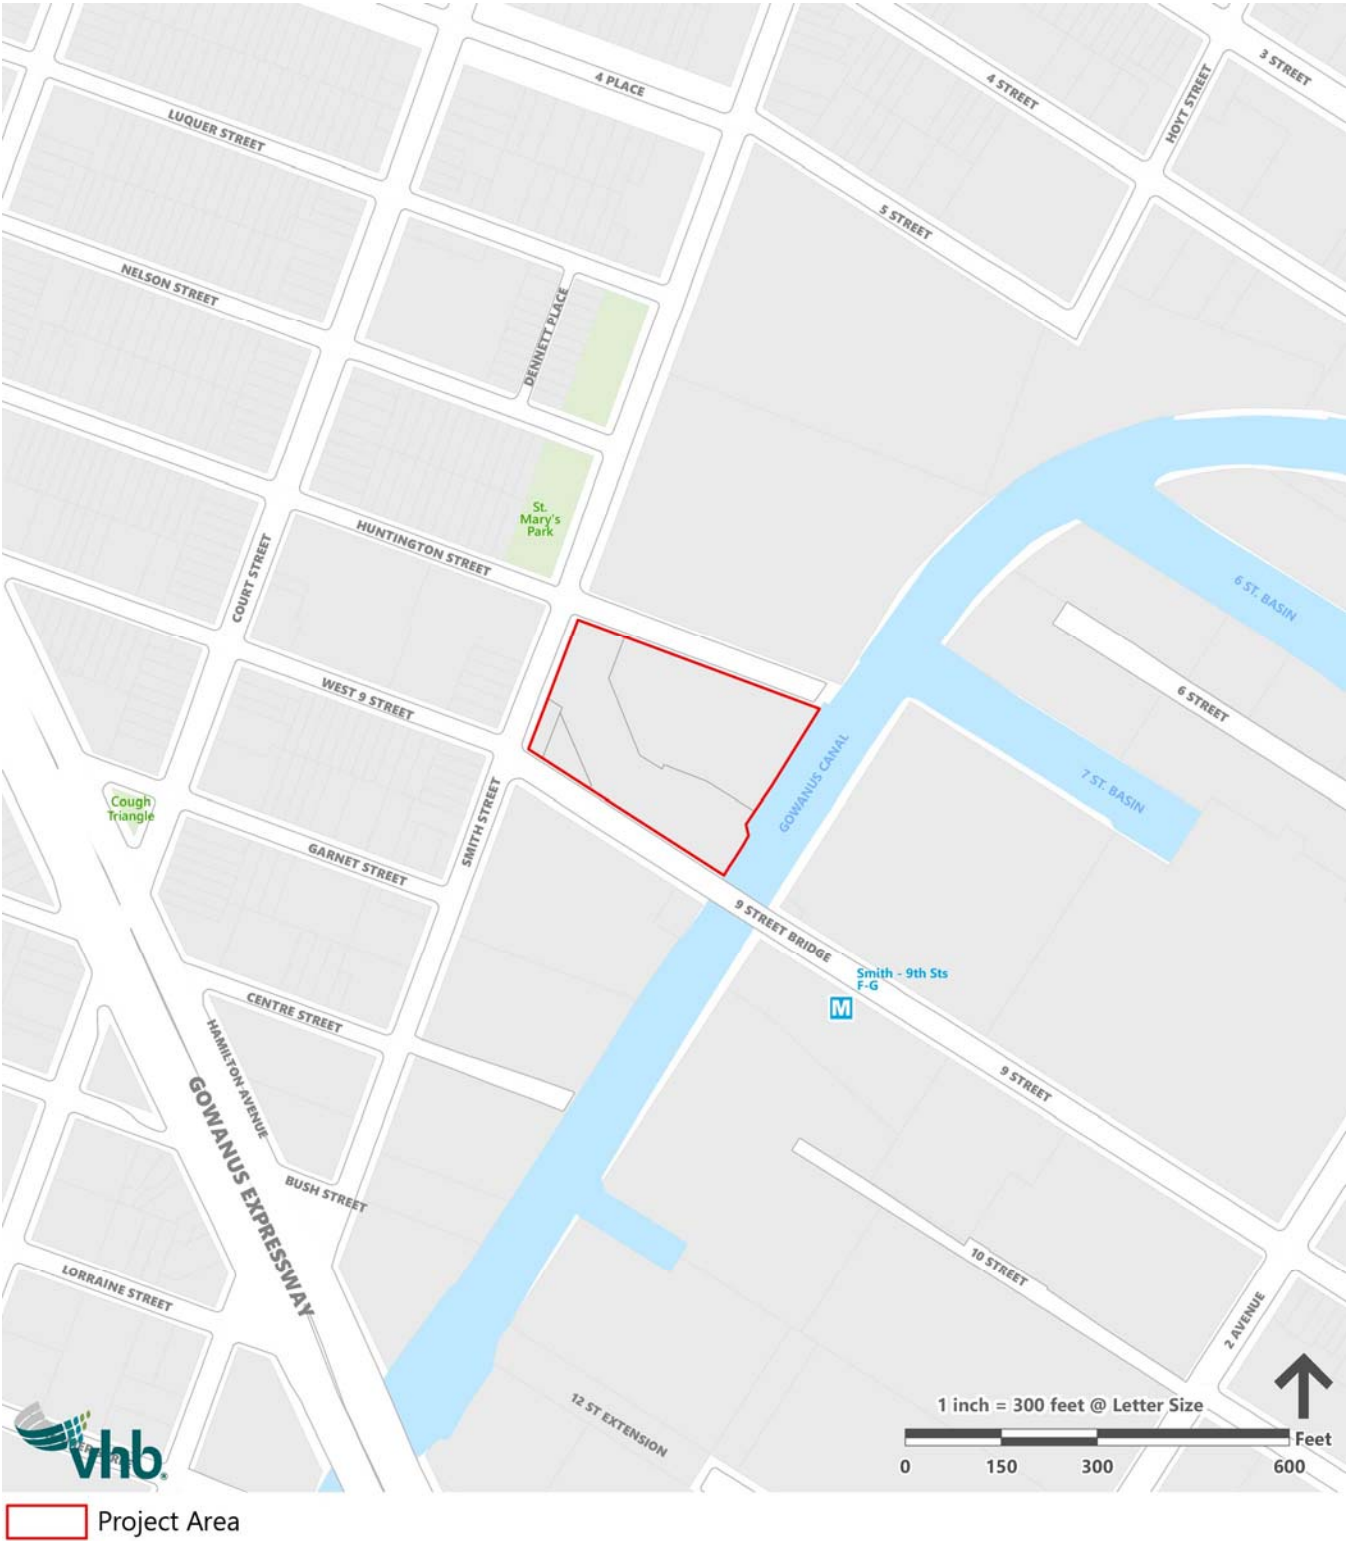 3 STREET
4 PLACE
4 STREET
HOYT STREET
LUQUER STREET
5 STREET
NELSON STREET
DENNETT PLACE
St.
Mary's
Park
HUNTINGTON STREET
COURT STREET
6 ST. BASIN
WEST 9 STREET
6 STREET
GOWANUS CANAL
7 ST. BASIN
Cough
Triangle
SMITH STREET
GARNET STREET
9 STREET BRIDGE
Smith - 9th Sts
F-G
M
CENTRE STREET
HAMILTON AVENUE
9 STREET
GOWANUS EXPRESSWAY
BUSH STREET
10 STREET
LORRAINE STREET
2 AVENUE
12 ST EXTENSION
1 inch = 300 feet @ Letter Size
Feet
0 150 300 600
vhb®
Project Area